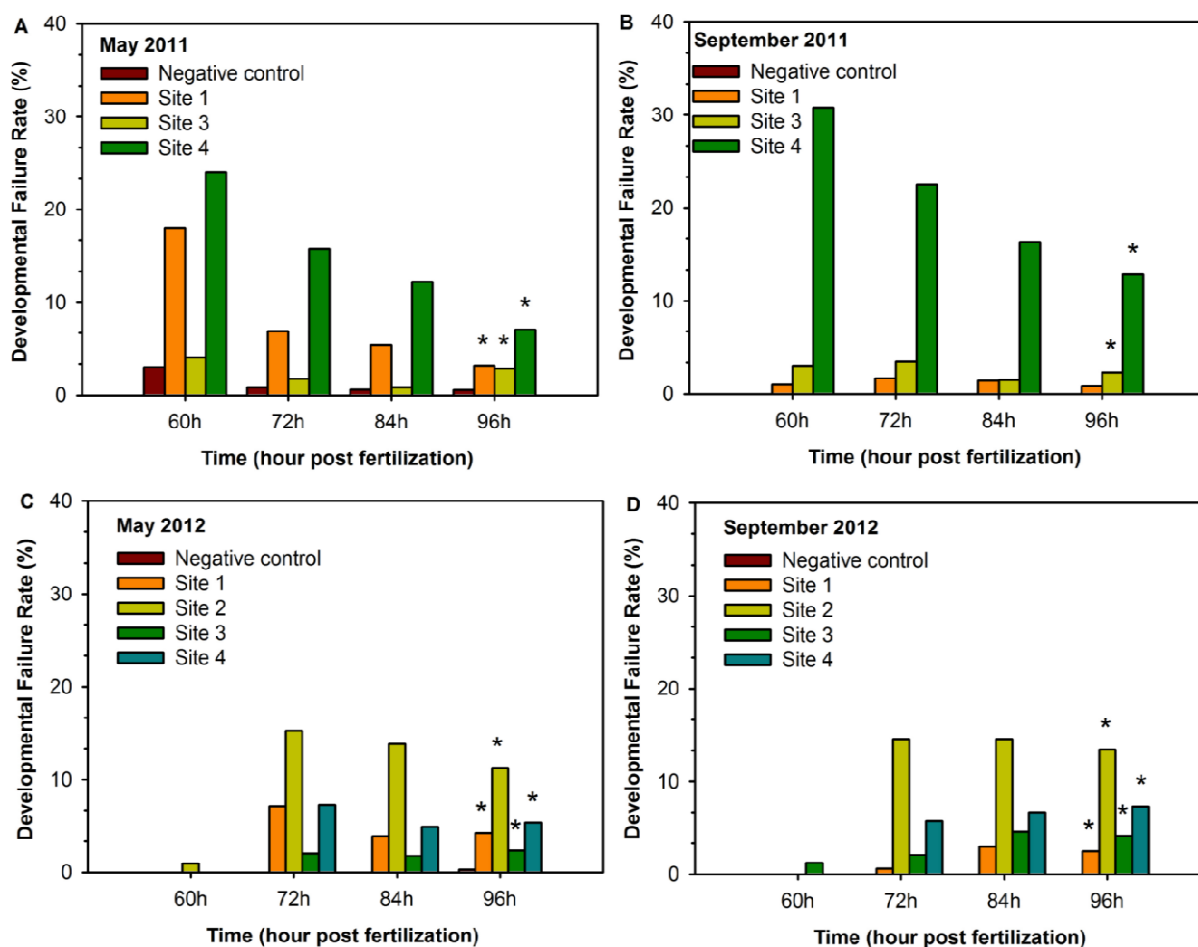 A
May 2011
Negative control
Site 1
Site 3
Site 4
Developmental Failure Rate (%)
40
30
20
10
0
* * *
60h 72h 84h 96h
Time (hour post fertilization)
B
September 2011
Negative control
Site 1
Site 3
Site 4
Developmental Failure Rate (%)
40
30
20
10
0
* *
60h 72h 84h 96h
Time (hour post fertilization)
C
May 2012
Negative control
Site 1
Site 2
Site 3
Site 4
Developmental Failure Rate (%)
40
30
20
10
0
* * * *
60h 72h 84h 96h
Time (hour post fertilization)
D
September 2012
Negative control
Site 1
Site 2
Site 3
Site 4
Developmental Failure Rate (%)
40
30
20
10
0
* * * *
60h 72h 84h 96h
Time (hour post fertilization)